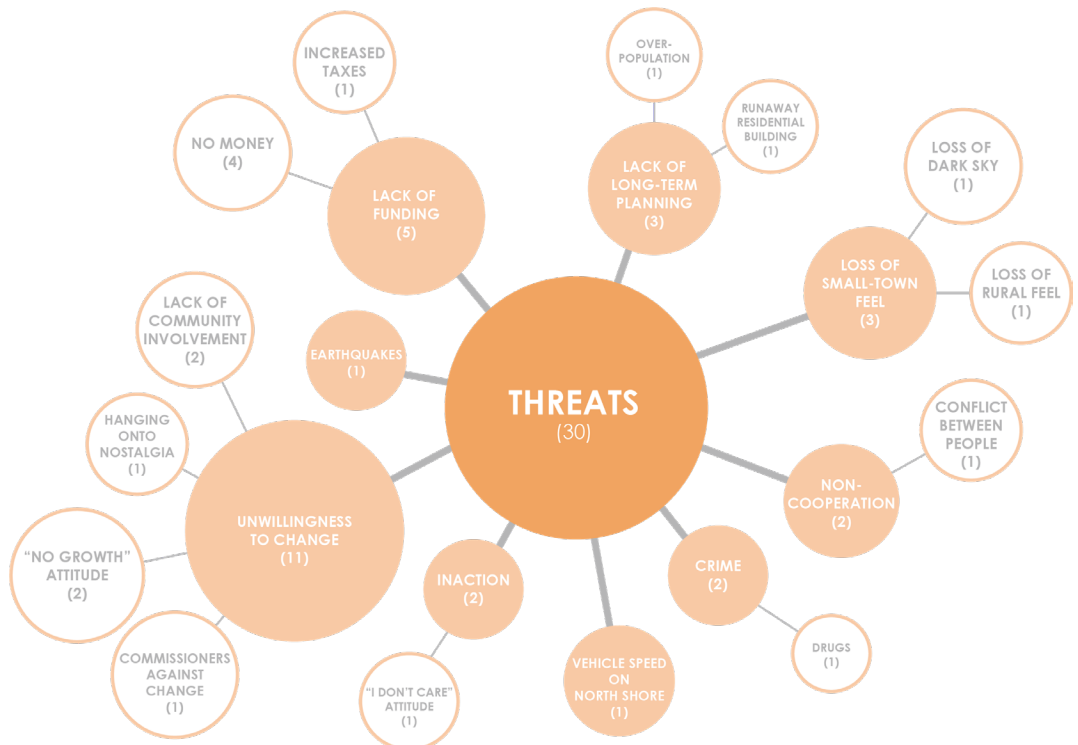 THREATS
(30)
LACK OF
FUNDING
(5)
INCREASED
TAXES
(1)
NO MONEY
(4)
LACK OF
LONG-TERM
PLANNING
(3)
OVER-
POPULATION
(1)
RUNAWAY
RESIDENTIAL
BUILDING
(1)
LOSS OF
SMALL-TOWN
FEEL
(3)
LOSS OF
DARK SKY
(1)
LOSS OF
RURAL FEEL
(1)
NON-
COOPERATION
(2)
CONFLICT
BETWEEN
PEOPLE
(1)
CRIME
(2)
DRUGS
(1)
VEHICLE SPEED
ON
NORTH SHORE
(1)
INACTION
(2)
"I DON'T CARE"
ATTITUDE
(1)
UNWILLINGNESS
TO CHANGE
(11)
LACK OF
COMMUNITY
INVOLVEMENT
(2)
HANGING
ONTO
NOSTALGIA
(1)
“NO GROWTH”
ATTITUDE
(2)
COMMISSIONERS
AGAINST
CHANGE
(1)
EARTHQUAKES
(1)